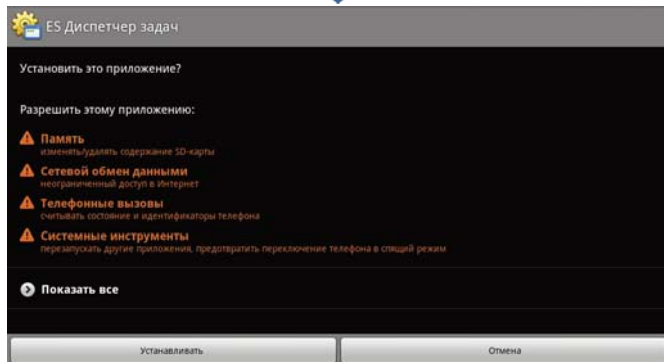 ES Диспетчер задач
Установить это приложение?
Разрешить этому приложению:
Память
изменять/удалять содержание SD-карты
Сетевой обмен данными
неограниченный доступ в Интернет
Телефонные вызовы
считывать состояние и идентификаторы телефона
Системные инструменты
перезапускать другие приложения, предотвратить переключение телефона в спящий режим
Показать все
Устанавливать
Отмена